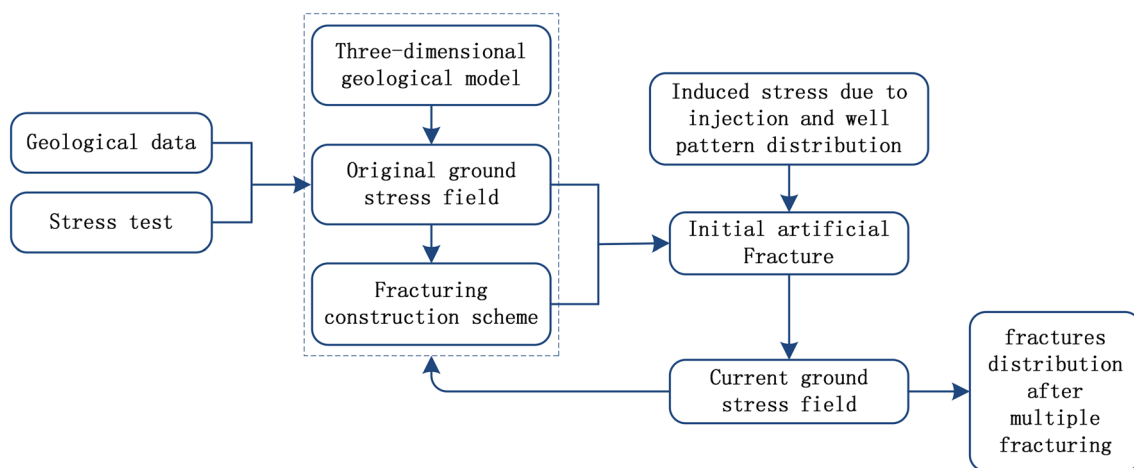 Three-dimensional
geological model
Geological data
Stress test
Original ground
stress field
Fracturing
construction scheme
Induced stress due to
injection and well
pattern distribution
Initial artificial
Fracture
Current ground
stress field
fractures
distribution
after
multiple
fracturing